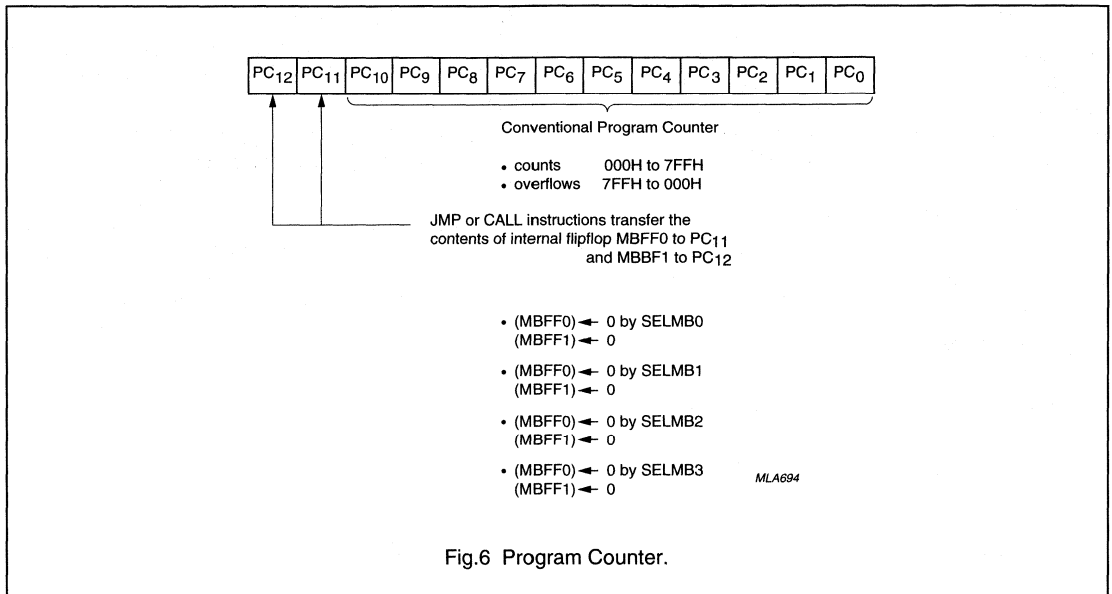 PC12 PC11 PC10 PC9 PC8 PC7 PC6 PC5 PC4 PC3 PC2 PC1 PC0
Conventional Program Counter
• counts 000H to 7FFH
• overflows 7FFH to 000H
JMP or CALL instructions transfer the
contents of internal flipflop MBFF0 to PC11
and MBBF1 to PC12
• (MBFF0) ← 0 by SELMB0
(MBFF1) ← 0
• (MBFF0) ← 0 by SELMB1
(MBFF1) ← 0
• (MBFF0) ← 0 by SELMB2
(MBFF1) ← 0
• (MBFF0) ← 0 by SELMB3
(MBFF1) ← 0
MLA694
Fig.6 Program Counter.